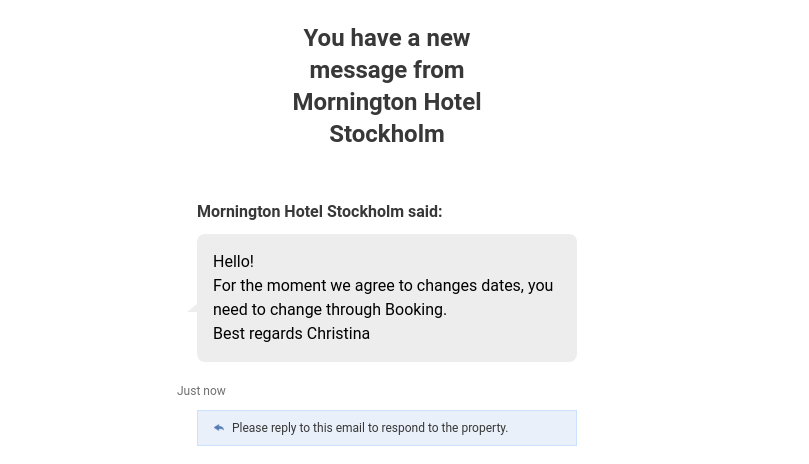 You have a new
message from
Mornington Hotel
Stockholm
Mornington Hotel Stockholm said:
Hello!
For the moment we agree to changes dates, you
need to change through Booking.
Best regards Christina
Just now
Please reply to this email to respond to the property.